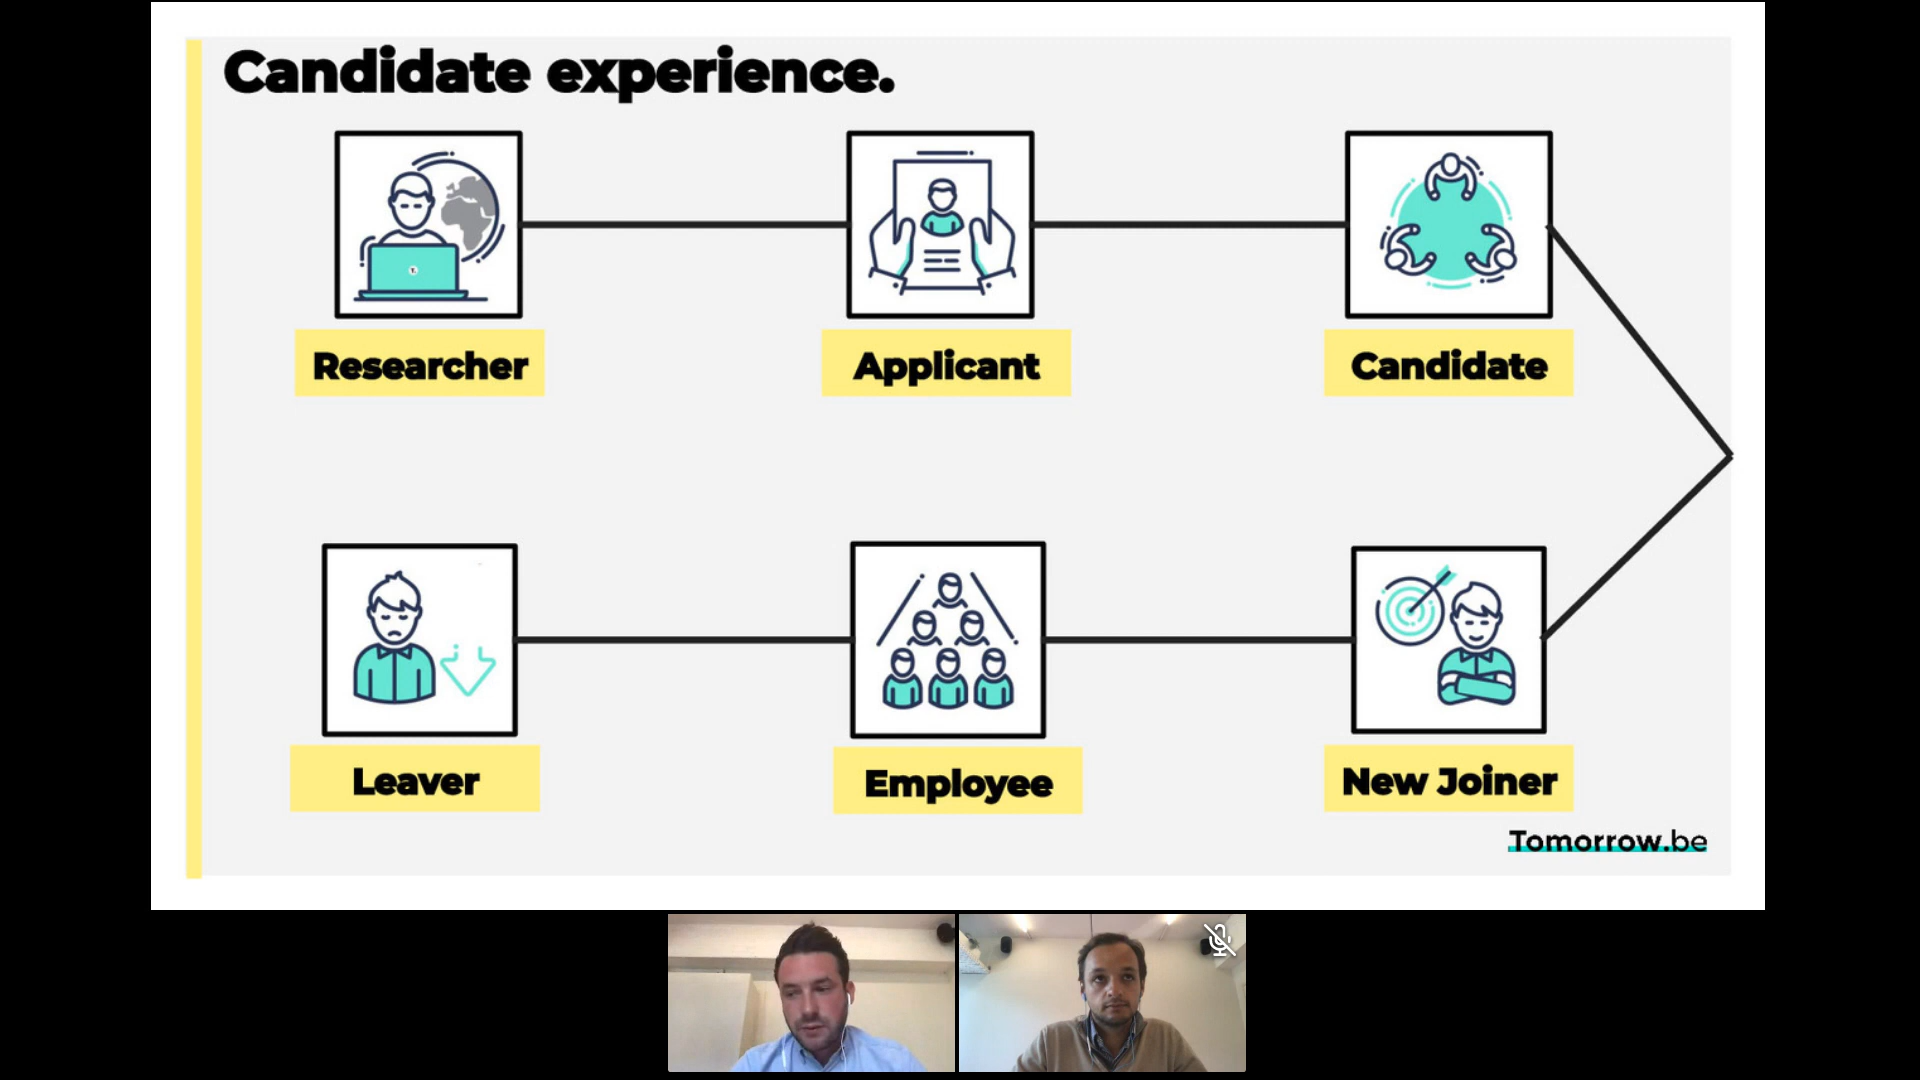 Candidate experience.
Researcher
Applicant
Candidate
Leaver
Employee
New Joiner
Tomorrow.be